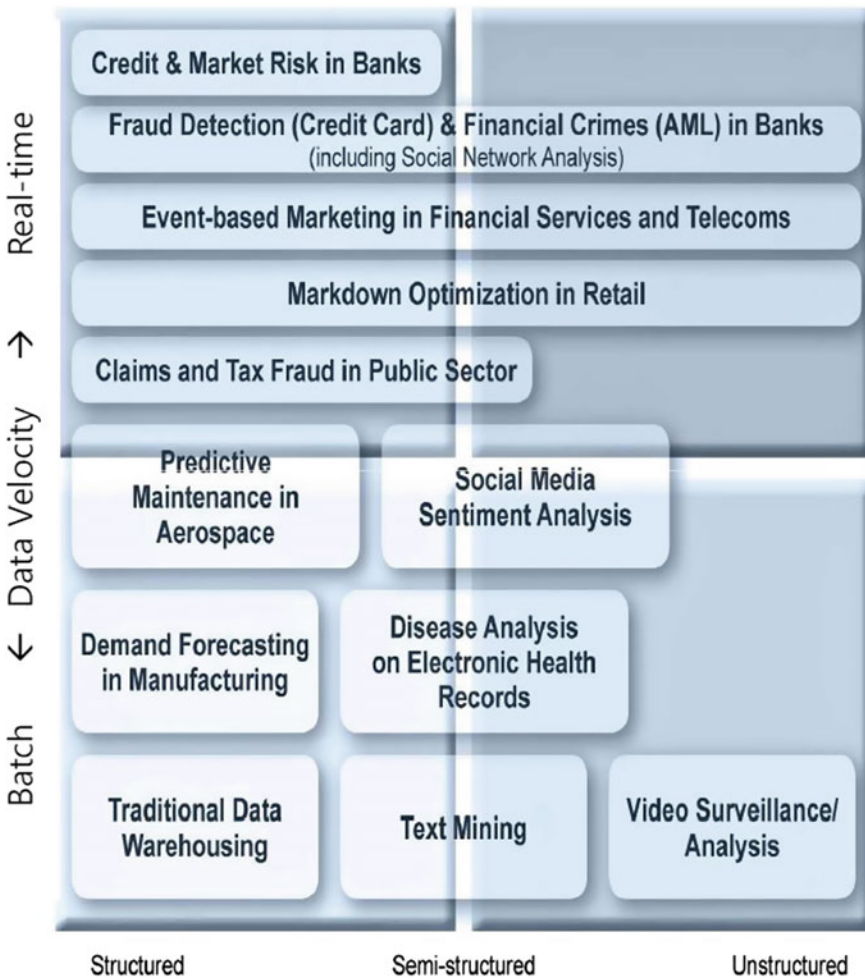 Credit & Market Risk in Banks
Fraud Detection (Credit Card) & Financial Crimes (AML) in Banks
(including Social Network Analysis)
Event-based Marketing in Financial Services and Telecoms
Markdown Optimization in Retail
Claims and Tax Fraud in Public Sector
Predictive
Maintenance in
Aerospace
Social Media
Sentiment Analysis
Demand Forecasting
in Manufacturing
Disease Analysis
on Electronic Health
Records
Traditional Data
Warehousing
Text Mining
Video Surveillance/
Analysis
Batch ← Data Velocity → Real-time
Structured
Semi-structured
Unstructured